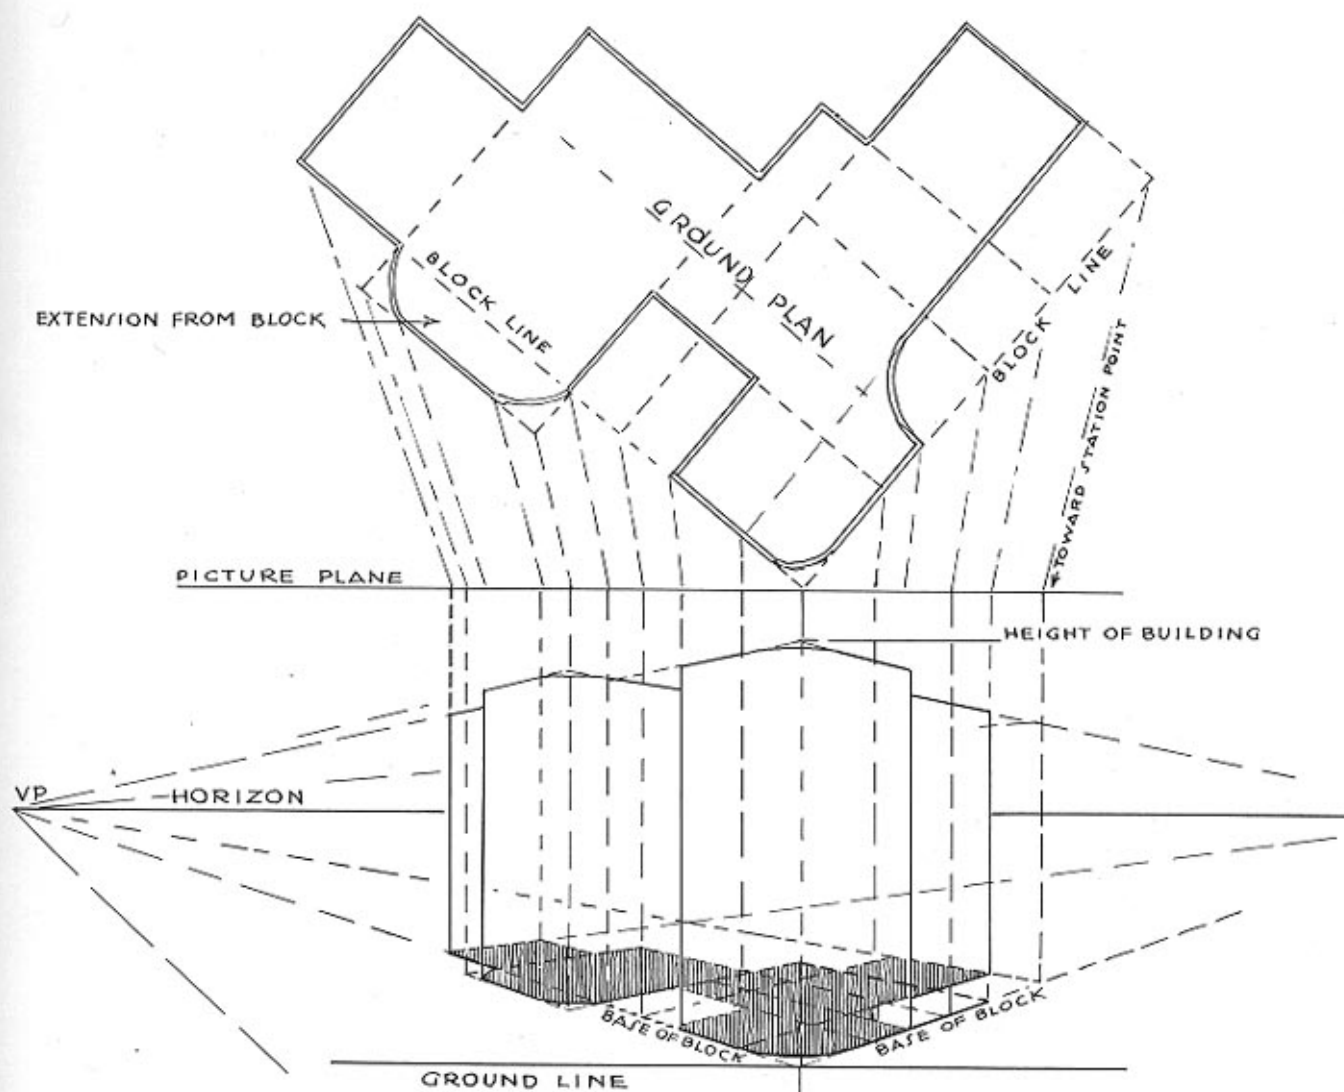 GROUND PLAN
BLOCK LINE
BLOCK LINE
EXTENSION FROM BLOCK
TOWARD STATION POINT
PICTURE PLANE
HEIGHT OF BUILDING
VP
HORIZON
BASE OF BLOCK
BASE OF BLOCK
GROUND LINE